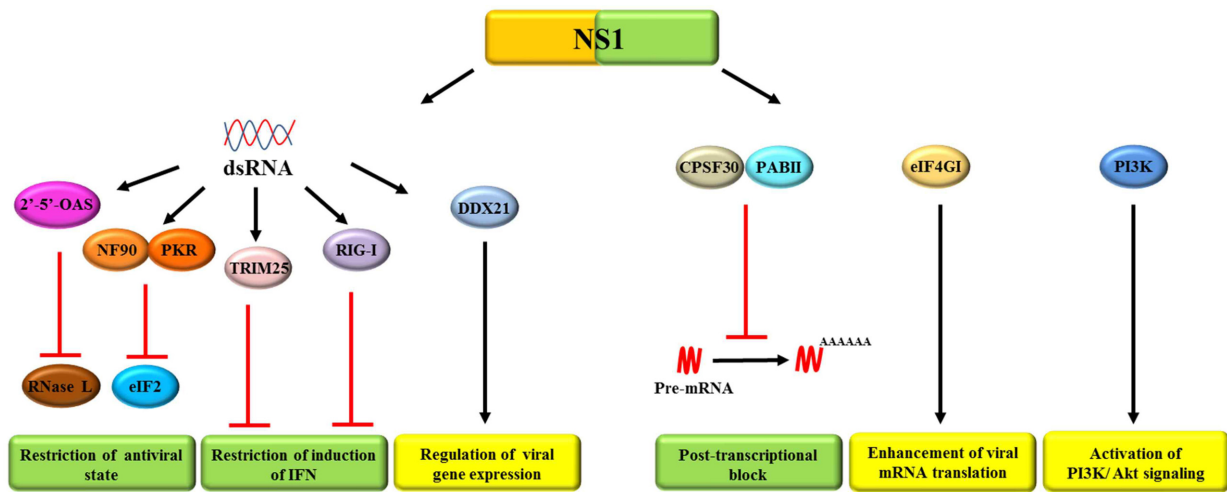 NS1
dsRNA
2’-5’-OAS
NF90
PKR
TRIM25
RIG-I
DDX21
CPSF30
PABII
eIF4GI
PI3K
RNase L
eIF2
Pre-mRNA
AAAAAA
Restriction of antiviral
state
Restriction of induction
of IFN
Regulation of viral
gene expression
Post-transcriptional
block
Enhancement of viral
mRNA translation
Activation of
PI3K/Akt signaling